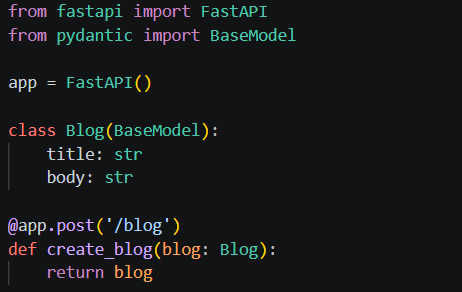 from fastapi import FastAPI
from pydantic import BaseModel

app = FastAPI()

class Blog(BaseModel):
    title: str
    body: str

@app.post('/blog')
def create_blog(blog: Blog):
    return blog